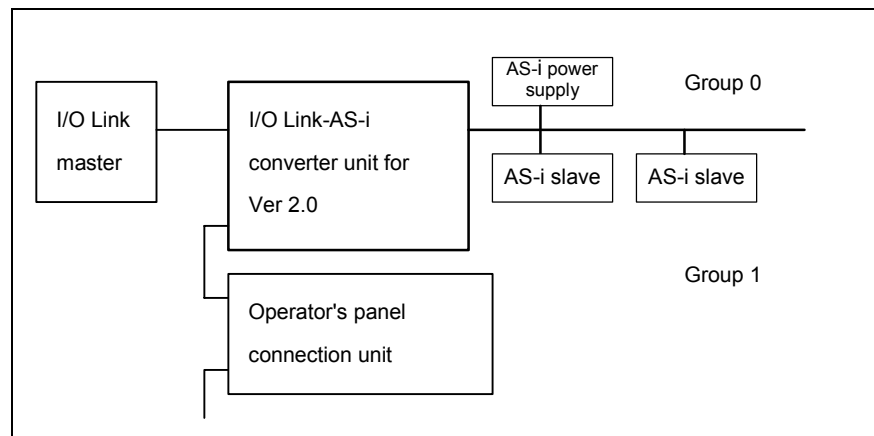 AS-i power
supply
Group 0
I/O Link
master
I/O Link-AS-i
converter unit for
Ver 2.0
AS-i slave
AS-i slave
Group 1
Operator's panel
connection unit